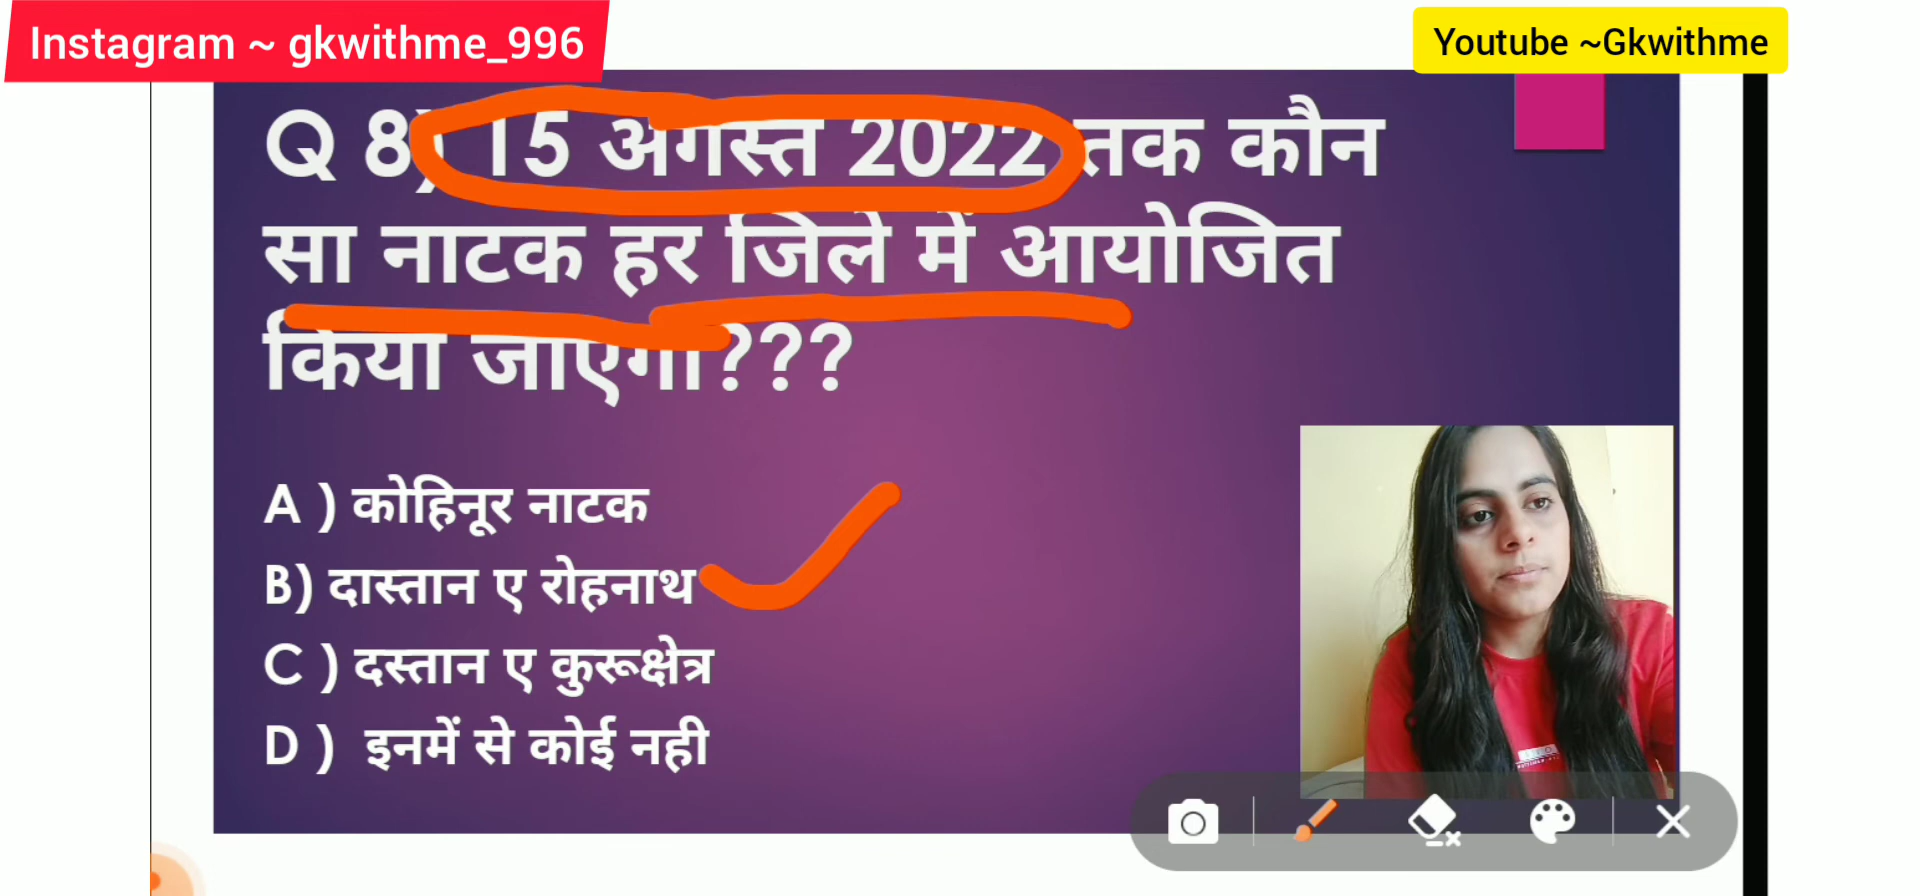 Instagram ~ gkwithme_996
Youtube ~Gkwithme
Q 8) 15 अगस्त 2022 तक कौन
सा नाटक हर जिले में आयोजित
किया जाएगा???
A ) कोहिनूर नाटक
B) दास्तान ए रोहनाथ
C ) दस्तान ए कुरूक्षेत्र
D ) इनमें से कोई नही